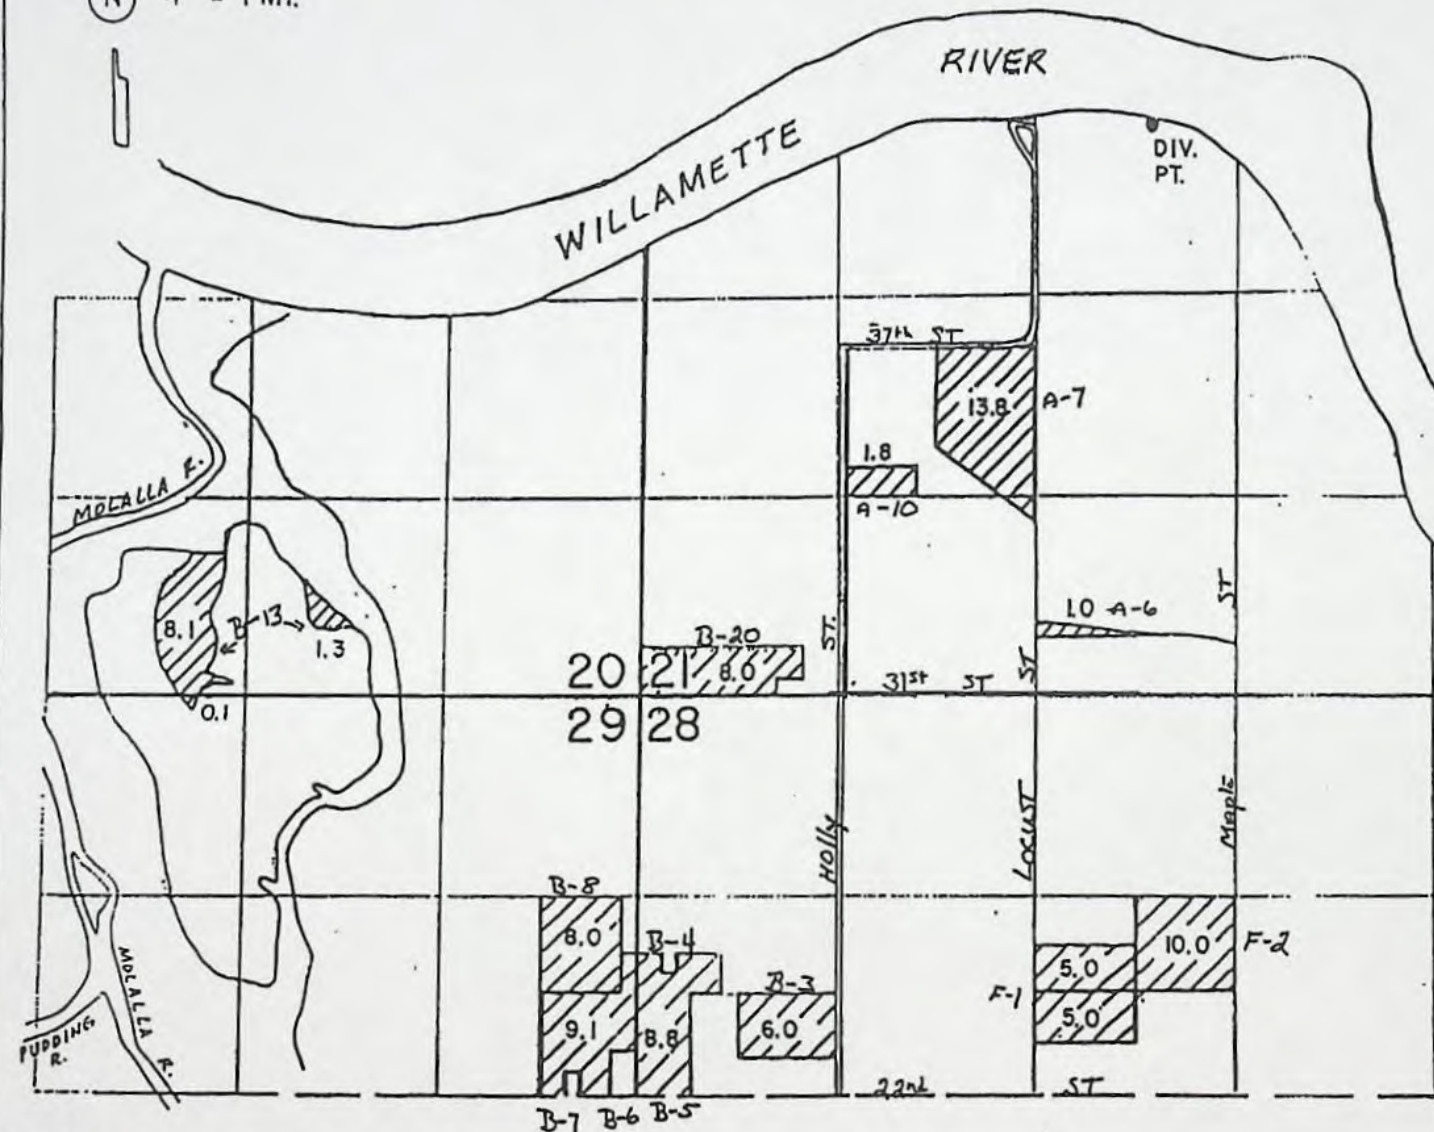 N
RIVER
WILLAMETTE
DIV.
PT.
37th ST
13.8 A-7
1.8
A-10
MOLALLA R.
8.1
B-13
1.3
0.1
B-20
8.0
20 21
29 28
ST.
31st ST
ST
1.0 A-6
ST
Holly
LOCUST
Maple
B-8
8.0
B-4
B-3
9.1
8.8
6.0
F-1
5.0
5.0
10.0
F-2
MOLALLA R.
PUDDING R.
22nd ST
B-7 B-6 B-5